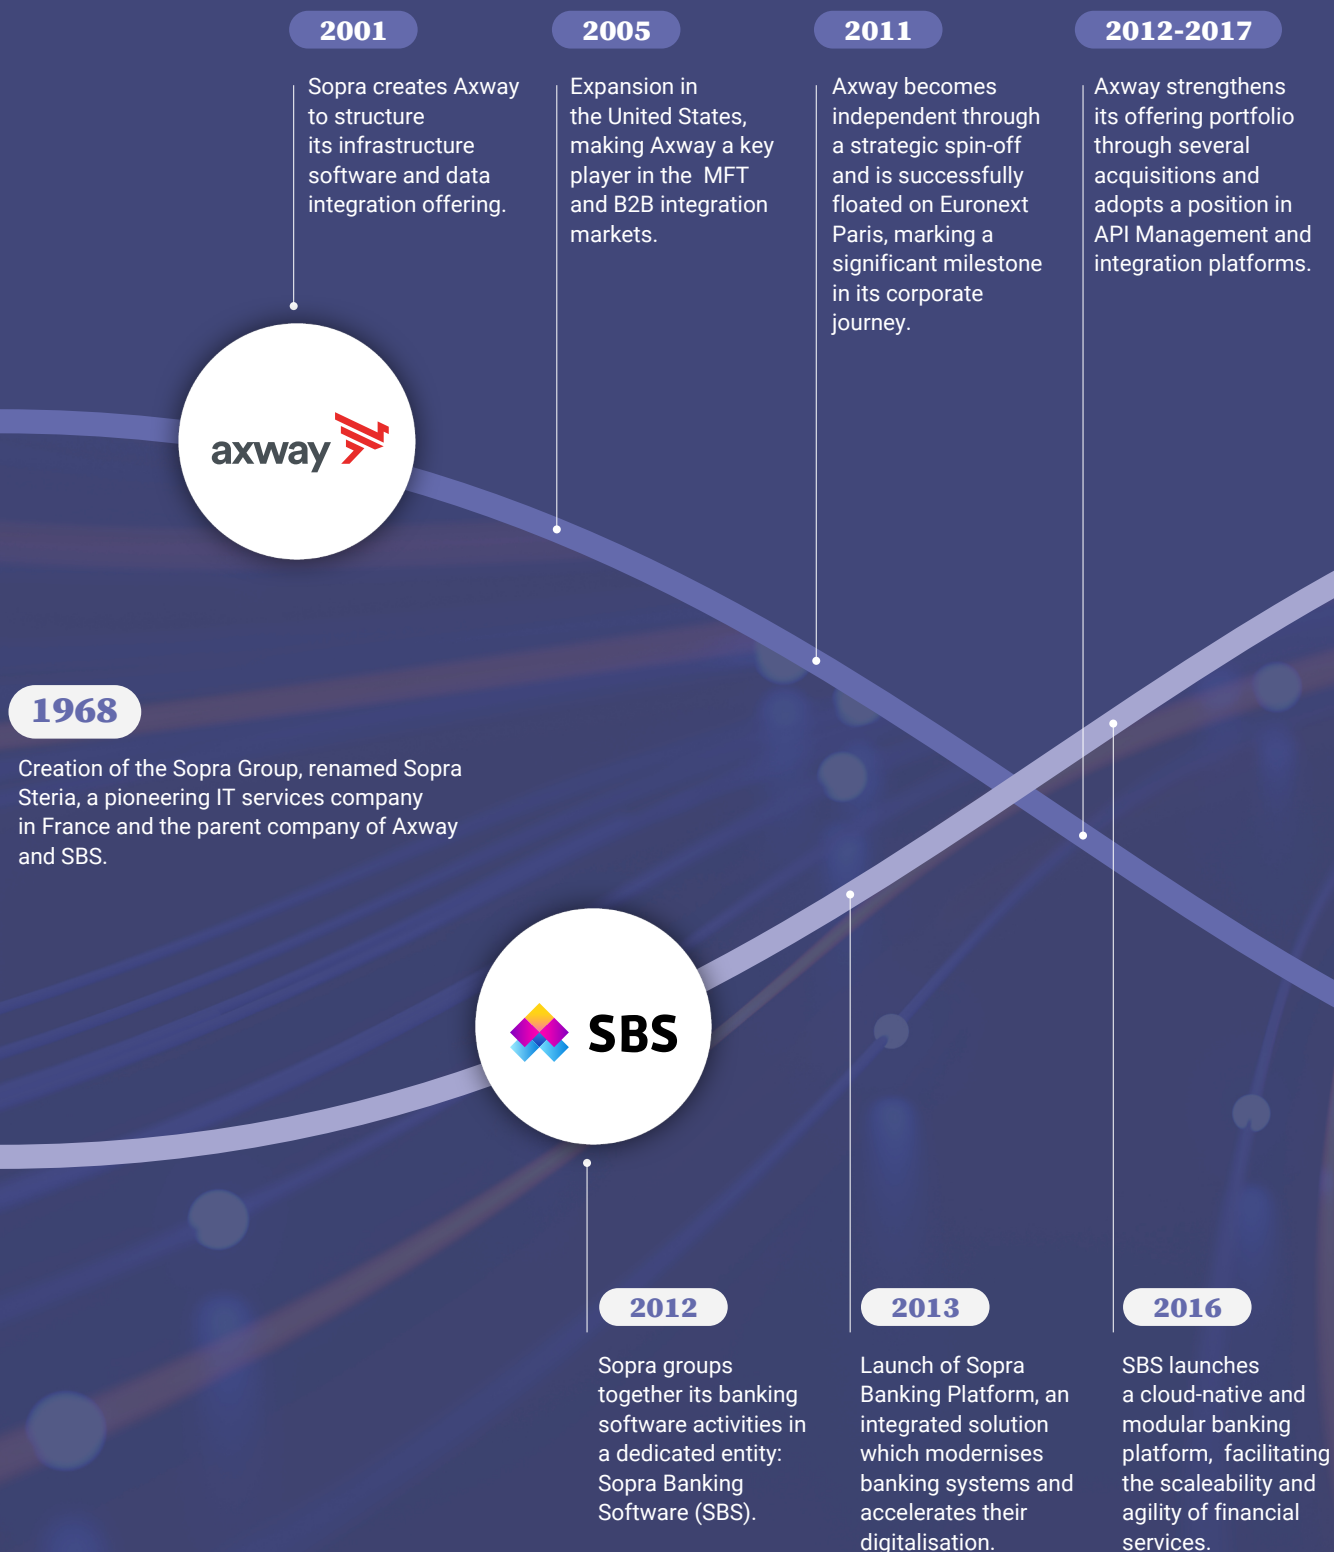 2001
Sopra creates Axway
to structure
its infrastructure
software and data
integration offering.
2005
Expansion in
the United States,
making Axway a key
player in the MFT
and B2B integration
markets.
2011
Axway becomes
independent through
a strategic spin-off
and is successfully
floated on Euronext
Paris, marking a
significant milestone
in its corporate
journey.
2012-2017
Axway strengthens
its offering portfolio
through several
acquisitions and
adopts a position in
API Management and
integration platforms.
axway
1968
Creation of the Sopra Group, renamed Sopra
Steria, a pioneering IT services company
in France and the parent company of Axway
and SBS.
SBS
2012
Sopra groups
together its banking
software activities in
a dedicated entity:
Sopra Banking
Software (SBS).
2013
Launch of Sopra
Banking Platform, an
integrated solution
which modernises
banking systems and
accelerates their
digitalisation.
2016
SBS launches
a cloud-native and
modular banking
platform, facilitating
the scaleability and
agility of financial
services.